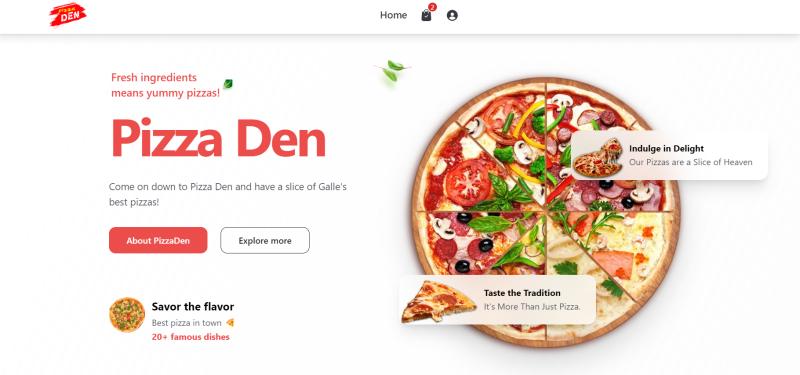 PIZZA
DEN
Home
2
Fresh ingredients
means yummy pizzas!
Pizza Den
Come on down to Pizza Den and have a slice of Galle's
best pizzas!
About PizzaDen
Explore more
Savor the flavor
Best pizza in town
20+ famous dishes
Indulge in Delight
Our Pizzas are a Slice of Heaven
Taste the Tradition
It's More Than Just Pizza.